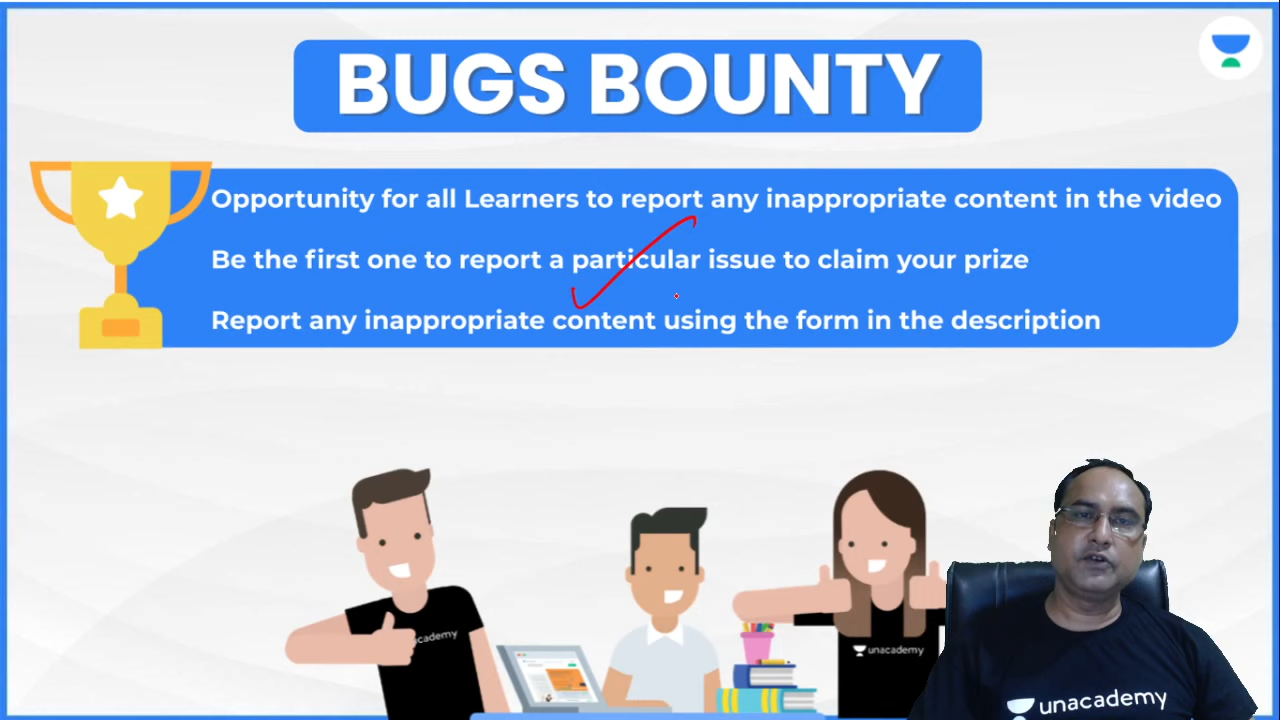 BUGS BOUNTY
Opportunity for all Learners to report any inappropriate content in the video
Be the first one to report a particular issue to claim your prize
Report any inappropriate content using the form in the description
cademy
unacademy
unacademy